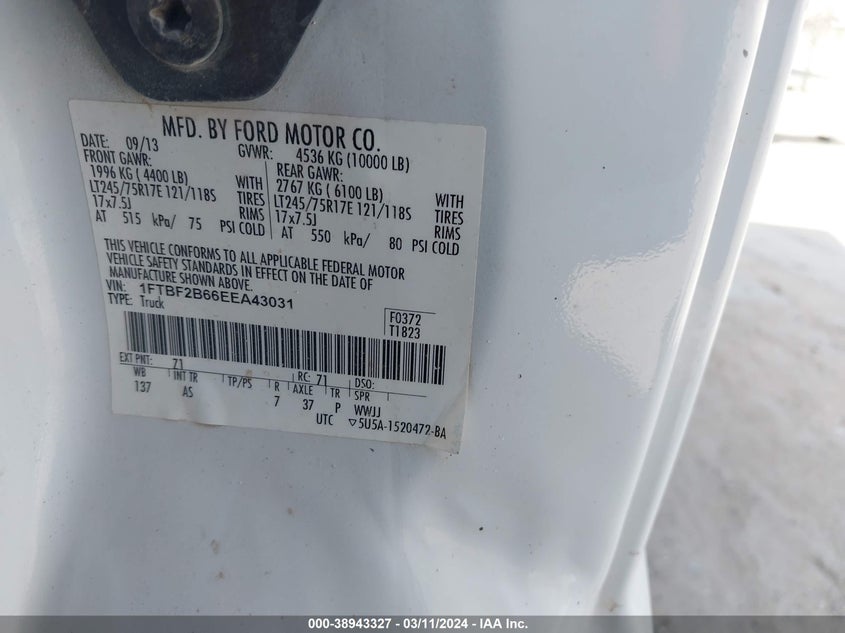 MFD. BY FORD MOTOR CO.
DATE: 09/13 GVWR: 4536 KG (10000 LB)
FRONT GAWR: REAR GAWR:
1996 KG ( 4400 LB) WITH 2767 KG ( 6100 LB) WITH
LT245/75R17E 121/118S TIRES LT245/75R17E 121/118S TIRES
17x7.5J RIMS 17x7.5J RIMS
AT 515 kPa/ 75 PSI COLD AT 550 kPa/ 80 PSI COLD
THIS VEHICLE CONFORMS TO ALL APPLICABLE FEDERAL MOTOR
VEHICLE SAFETY STANDARDS IN EFFECT ON THE DATE OF
MANUFACTURE SHOWN ABOVE.
VIN: 1FTBF2B66EEA43031
TYPE: Truck
F0372
T1823
EXT PNT: 71 RC: 71 DSO:
WB INT TR TP/PS R AXLE TR SPR
137 AS 7 37 P WWJJ
UTC ▽5U5A-1520472-BA
000-38943327 - 03/11/2024 - IAA Inc.